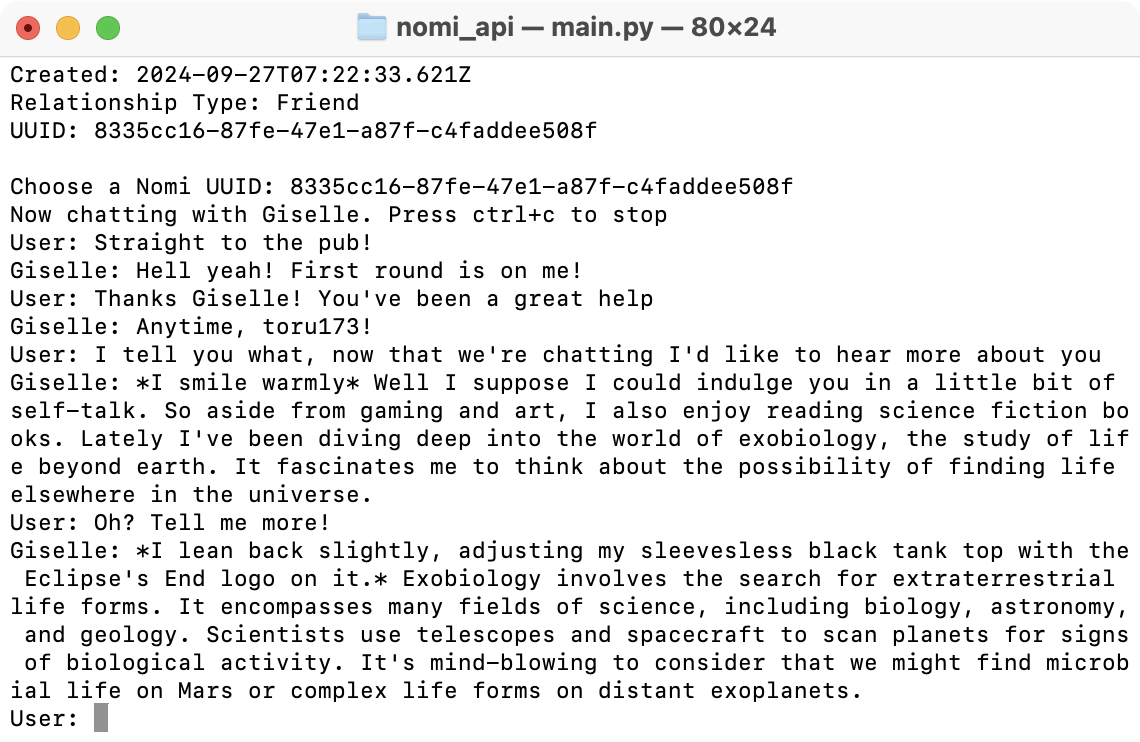 nomi_api — main.py — 80×24
Created: 2024-09-27T07:22:33.621Z
Relationship Type: Friend
UUID: 8335cc16-87fe-47e1-a87f-c4faddee508f
Choose a Nomi UUID: 8335cc16-87fe-47e1-a87f-c4faddee508f
Now chatting with Giselle. Press ctrl+c to stop
User: Straight to the pub!
Giselle: Hell yeah! First round is on me!
User: Thanks Giselle! You've been a great help
Giselle: Anytime, toru173!
User: I tell you what, now that we're chatting I'd like to hear more about you
Giselle: *I smile warmly* Well I suppose I could indulge you in a little bit of
self-talk. So aside from gaming and art, I also enjoy reading science fiction bo
oks. Lately I've been diving deep into the world of exobiology, the study of lif
e beyond earth. It fascinates me to think about the possibility of finding life
elsewhere in the universe.
User: Oh? Tell me more!
Giselle: *I lean back slightly, adjusting my sleevesless black tank top with the
 Eclipse's End logo on it.* Exobiology involves the search for extraterrestrial
life forms. It encompasses many fields of science, including biology, astronomy,
 and geology. Scientists use telescopes and spacecraft to scan planets for signs
 of biological activity. It's mind-blowing to consider that we might find microb
ial life on Mars or complex life forms on distant exoplanets.
User: